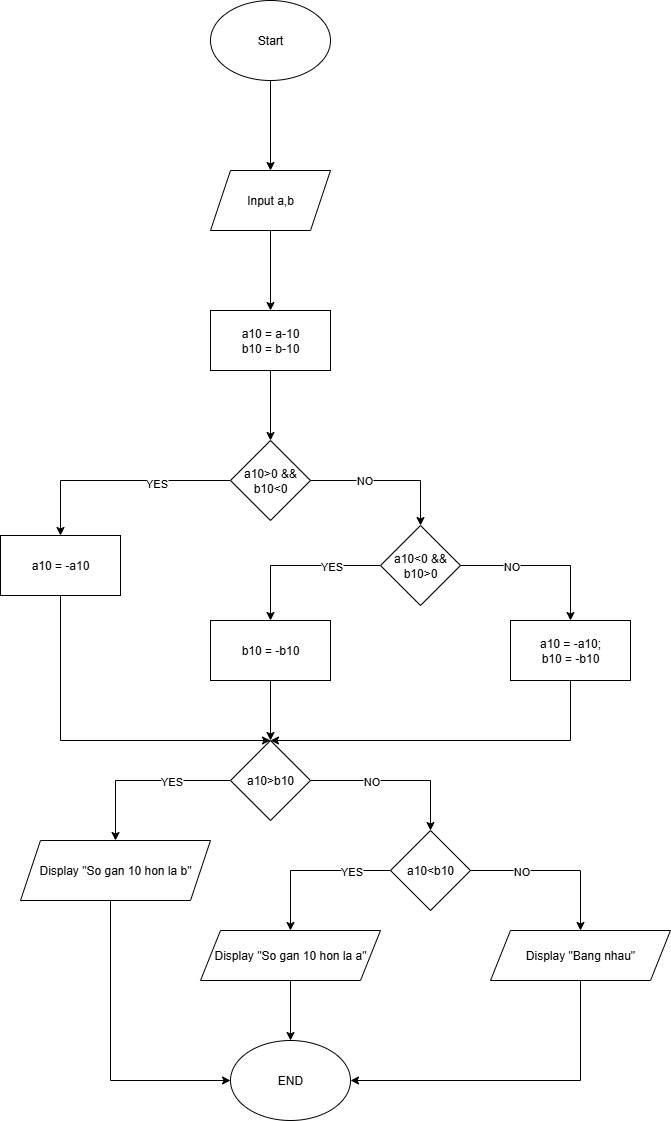 Start
Input a,b
a10 = a-10
b10 = b-10
a10>0 &&
b10<0
YES
NO
a10 = -a10
a10<0 &&
b10>0
YES
NO
b10 = -b10
a10 = -a10;
b10 = -b10
a10>b10
YES
NO
Display "So gan 10 hon la b"
a10<b10
YES
NO
Display "So gan 10 hon la a"
Display "Bang nhau"
END